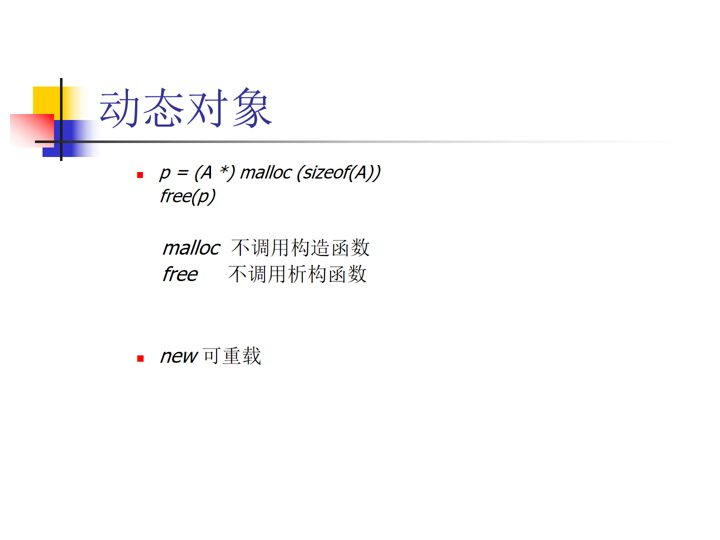 动态对象
p = (A *) malloc (sizeof(A))
free(p)
malloc 不调用构造函数
free 不调用析构函数
new 可重载